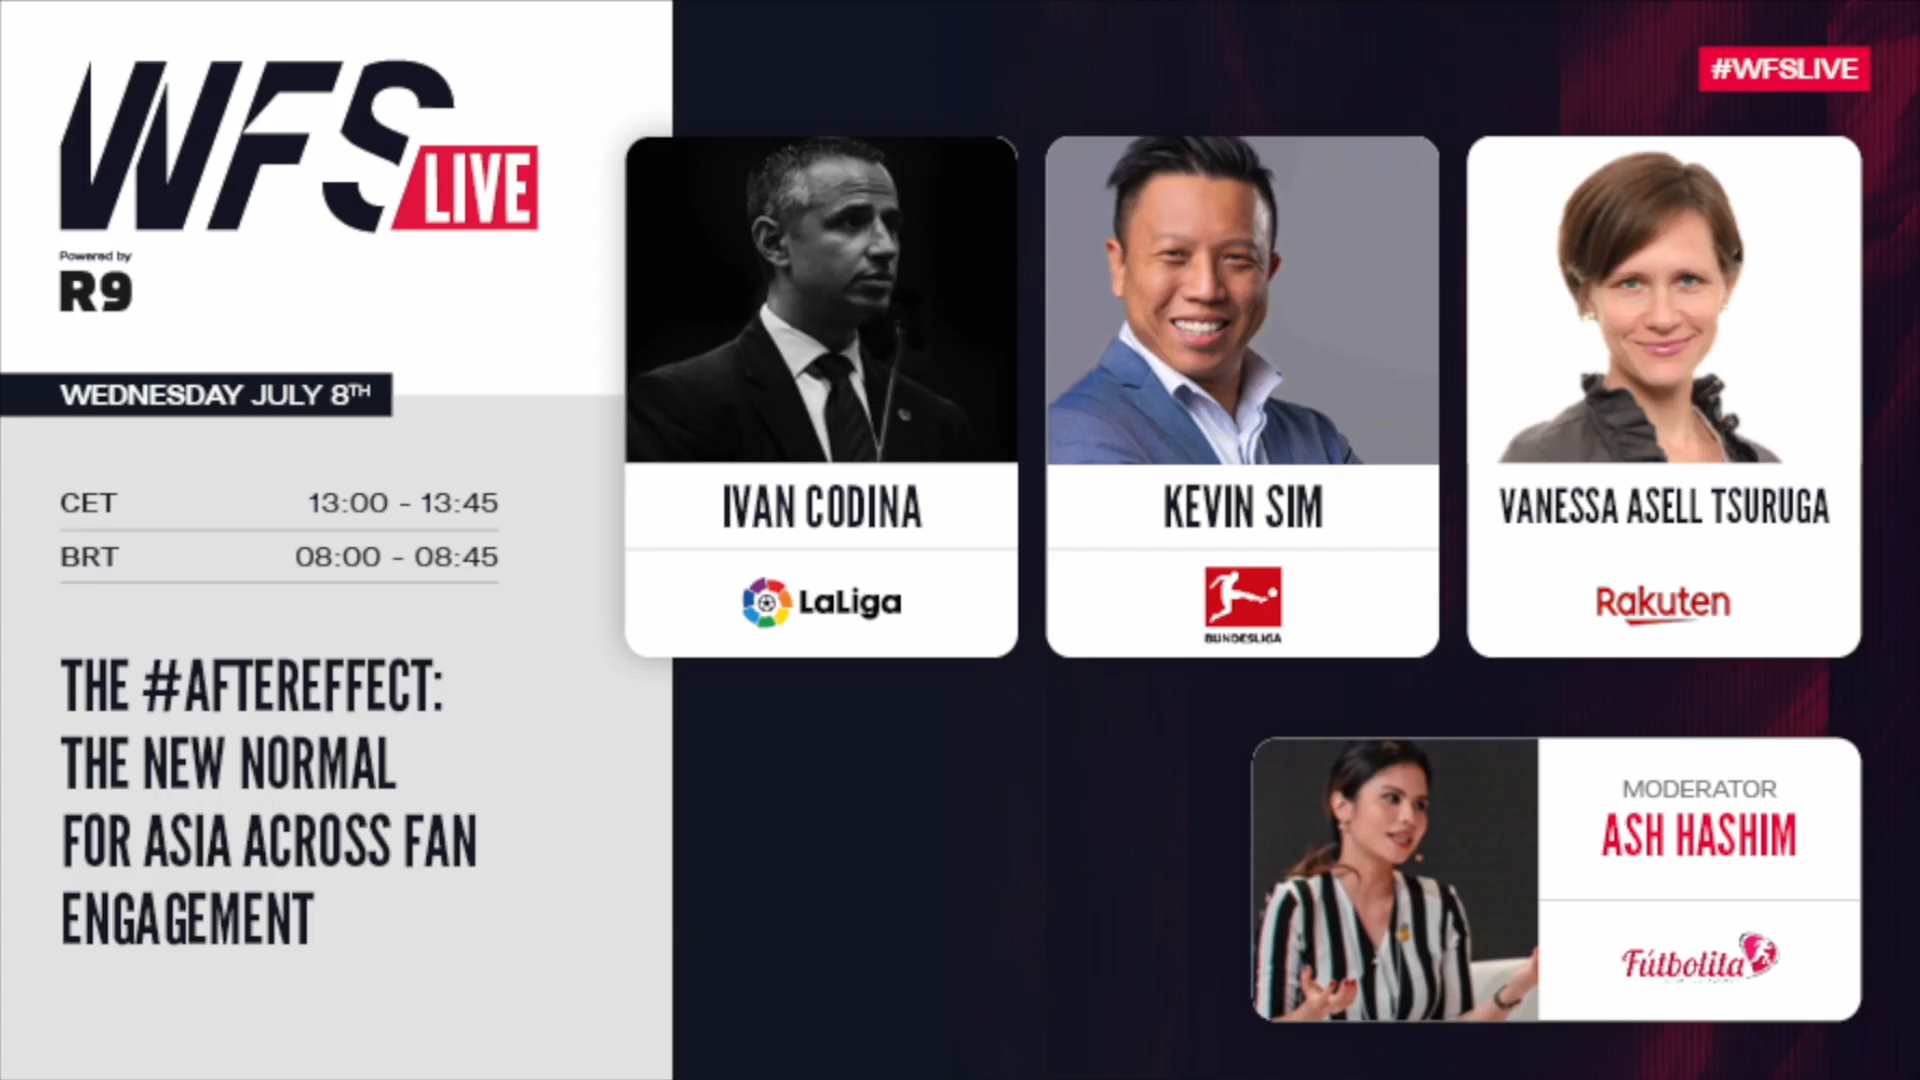 WFS LIVE
Powered by
R9
WEDNESDAY JULY 8TH
CET 13:00 - 13:45
BRT 08:00 - 08:45
THE #AFTEREFFECT:
THE NEW NORMAL
FOR ASIA ACROSS FAN
ENGAGEMENT
#WFSLIVE
IVAN CODINA
LaLiga
KEVIN SIM
BUNDESLIGA
VANESSA ASELL TSURUGA
Rakuten
MODERATOR
ASH HASHIM
Fútbolita